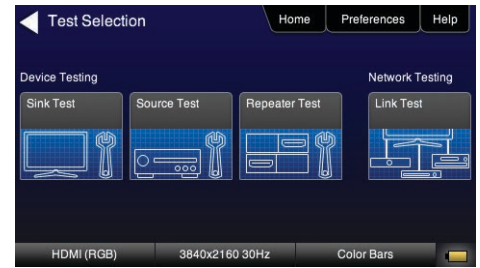 Test Selection
Home
Preferences
Help
Device Testing
Network Testing
Sink Test
Source Test
Repeater Test
Link Test
HDMI (RGB)
3840x2160 30Hz
Color Bars